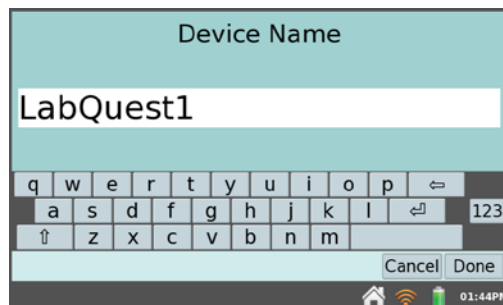 Device Name
LabQuest1
q w e r t y u i o p ⇦
a s d f g h j k l ⏎ 123
⇧ z x c v b n m
Cancel Done
01:44P